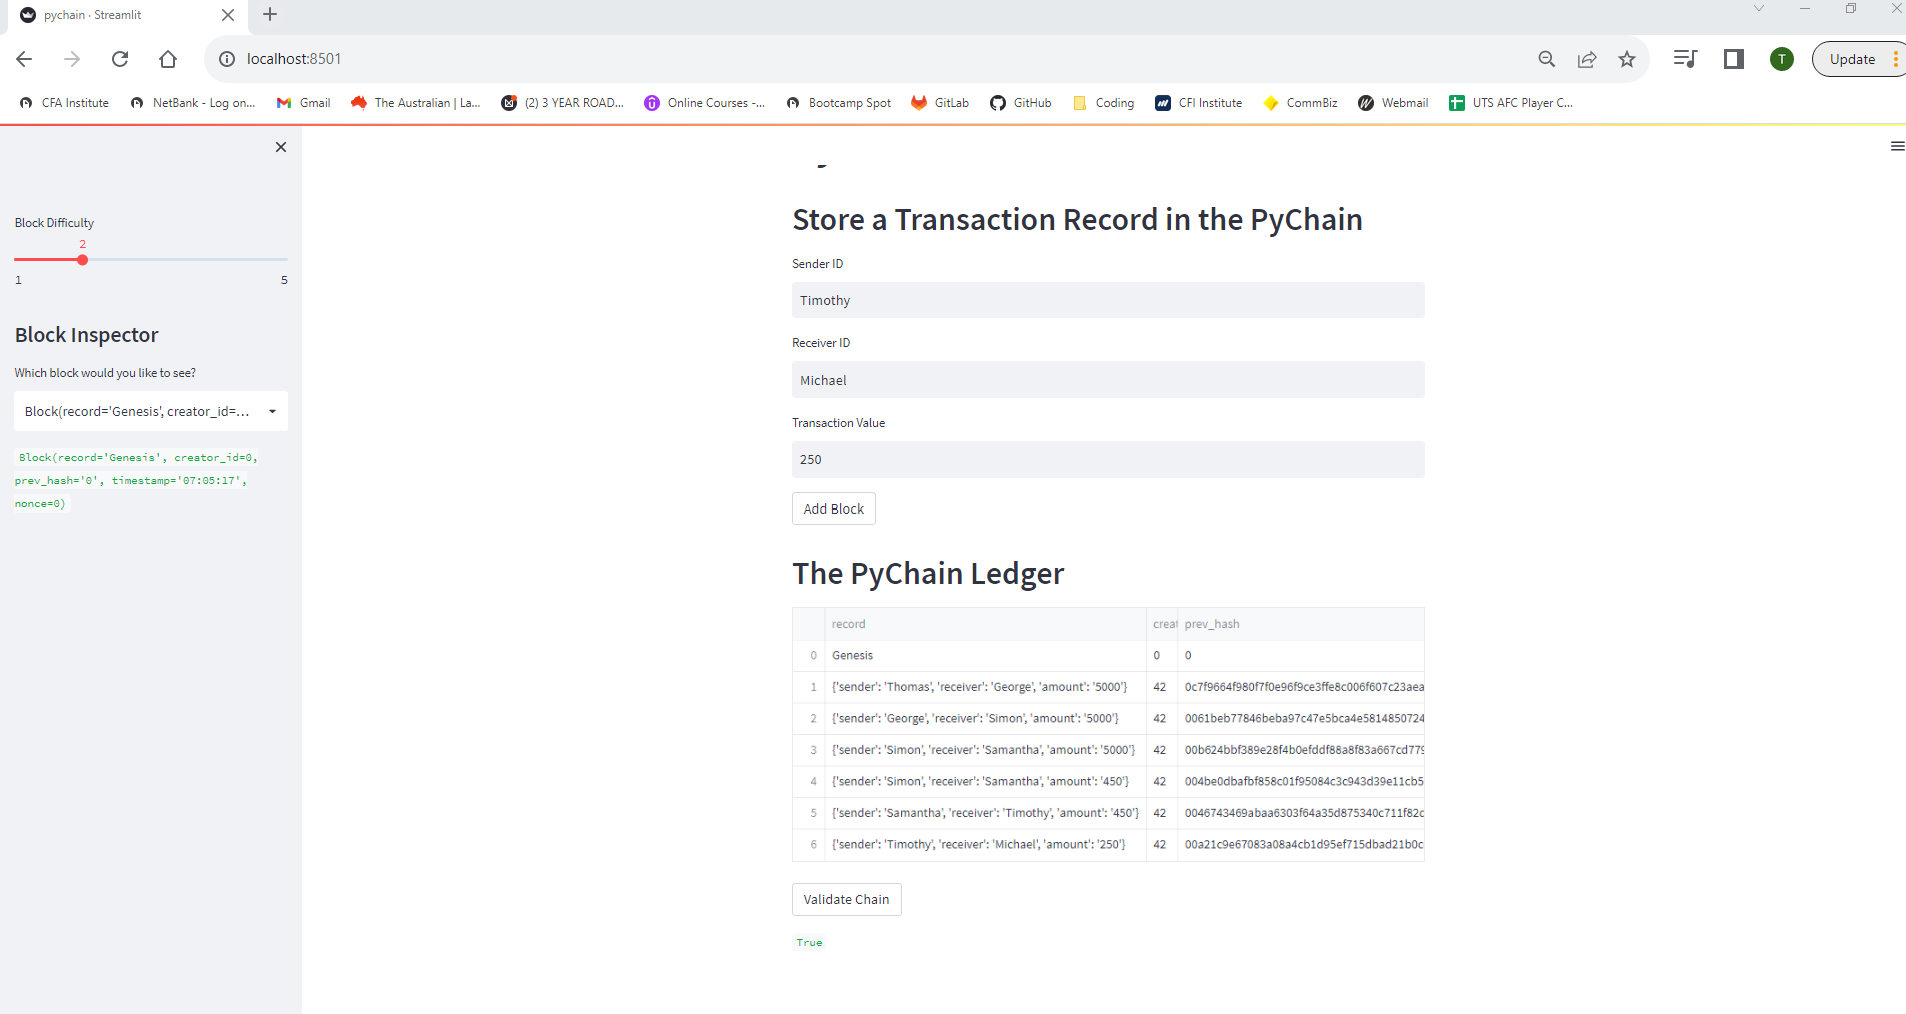 pychain · Streamlit
localhost:8501
T
Update
CFA Institute
NetBank - Log on...
Gmail
The Australian | La...
(2) 3 YEAR ROAD...
Online Courses -...
Bootcamp Spot
GitLab
GitHub
Coding
CFI Institute
CommBiz
Webmail
UTS AFC Player C...
Block Difficulty
2
1
5
Block Inspector
Which block would you like to see?
Block(record='Genesis', creator_id=...
Block(record='Genesis', creator_id=0,
prev_hash='0', timestamp='07:05:17',
nonce=0)
Store a Transaction Record in the PyChain
Sender ID
Timothy
Receiver ID
Michael
Transaction Value
250
Add Block
The PyChain Ledger
record creat prev_hash
0 Genesis 0 0
1 {'sender': 'Thomas', 'receiver': 'George', 'amount': '5000'} 42 0c7f9664f980f7f0e96f9ce3ffe8c006f607c23aea
2 {'sender': 'George', 'receiver': 'Simon', 'amount': '5000'} 42 0061beb77846beba97c47e5bca4e5814850724
3 {'sender': 'Simon', 'receiver': 'Samantha', 'amount': '5000'} 42 00b624bbf389e28f4b0efddf88a8f83a667cd779
4 {'sender': 'Simon', 'receiver': 'Samantha', 'amount': '450'} 42 004be0dbafbf858c01f95084c3c943d39e11cb5
5 {'sender': 'Samantha', 'receiver': 'Timothy', 'amount': '450'} 42 0046743469abaa6303f64a35d875340c711f82c
6 {'sender': 'Timothy', 'receiver': 'Michael', 'amount': '250'} 42 00a21c9e67083a08a4cb1d95ef715dbad21b0c
Validate Chain
True